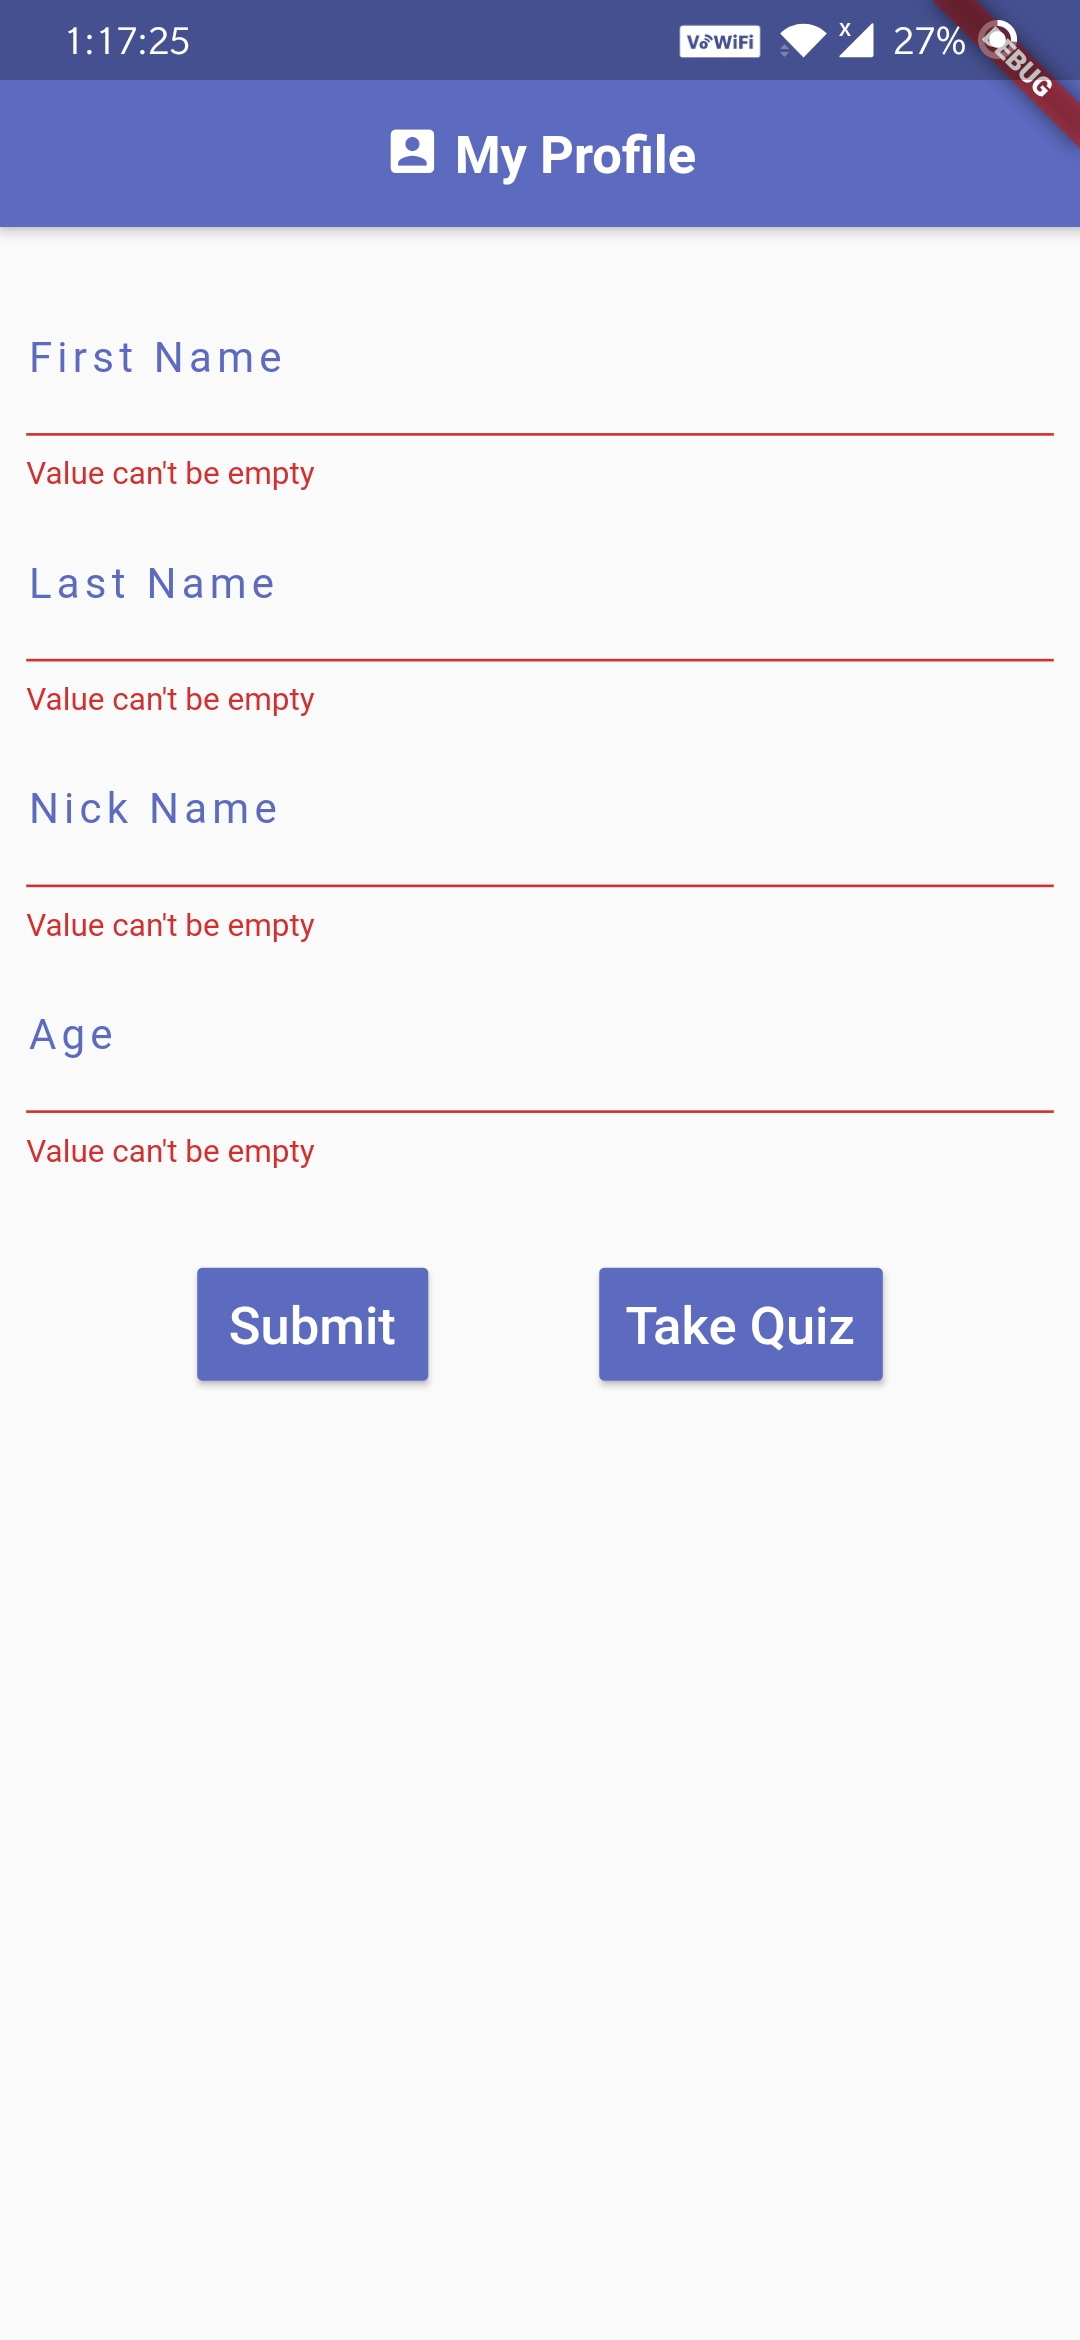 1:17:25 VoWiFi X 27%
DEBUG
My Profile
First Name
Value can't be empty
Last Name
Value can't be empty
Nick Name
Value can't be empty
Age
Value can't be empty
Submit Take Quiz